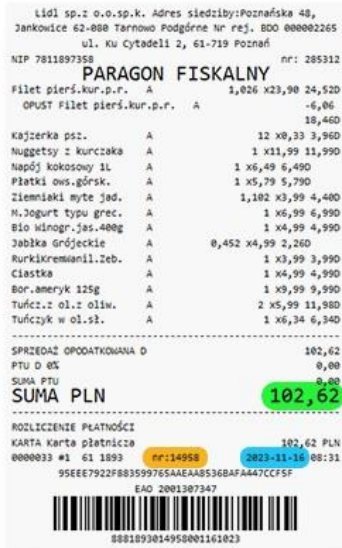 Lidl sp.z o.o.sp.k. Adres siedziby:Poznańska 48,
Jankowice 62-080 Tarnowo Podgórne Nr rej. BDO 000002265
ul. Ku Cytadeli 2, 61-719 Poznań
NIP 7811897358 nr: 285312
PARAGON FISKALNY
Filet pierś.kur.p.r. A 1,026 x23,90 24,52D
OPUST Filet pierś.kur.p.r. A -6,06
18,46D
Kajzerka psz. A 12 x0,33 3,96D
Nuggetsy z kurczaka A 1 x11,99 11,99D
Napój kokosowy 1L A 1 x6,49 6,49D
Płatki ows.górsk. A 1 x5,79 5,79D
Ziemniaki myte jad. A 1,102 x3,99 4,40D
M.Jogurt typu grec. A 1 x6,99 6,99D
Bio Winogr.jas.400g A 1 x4,99 4,99D
Jabłka Grójeckie A 0,452 x4,99 2,26D
RurkiKremWanil.Zeb. A 1 x3,99 3,99D
Ciastka A 1 x4,99 4,99D
Bor.ameryk 125g A 1 x9,99 9,99D
Tuńcz.z ol.z oliw. A 2 x5,99 11,98D
Tuńczyk w ol.sł. A 1 x6,34 6,34D
SPRZEDAŻ OPODATKOWANA D 102,62
PTU D 0% 0,00
SUMA PTU 0,00
SUMA PLN 102,62
ROZLICZENIE PŁATNOŚCI
KARTA Karta płatnicza 102,62 PLN
0000033 #1 61 1893 nr:14958 2023-11-16 08:31
95EEE7922F883599765AAEAA8536BAFA447CCF5F
EAO 2001307347
8881893014958001161023